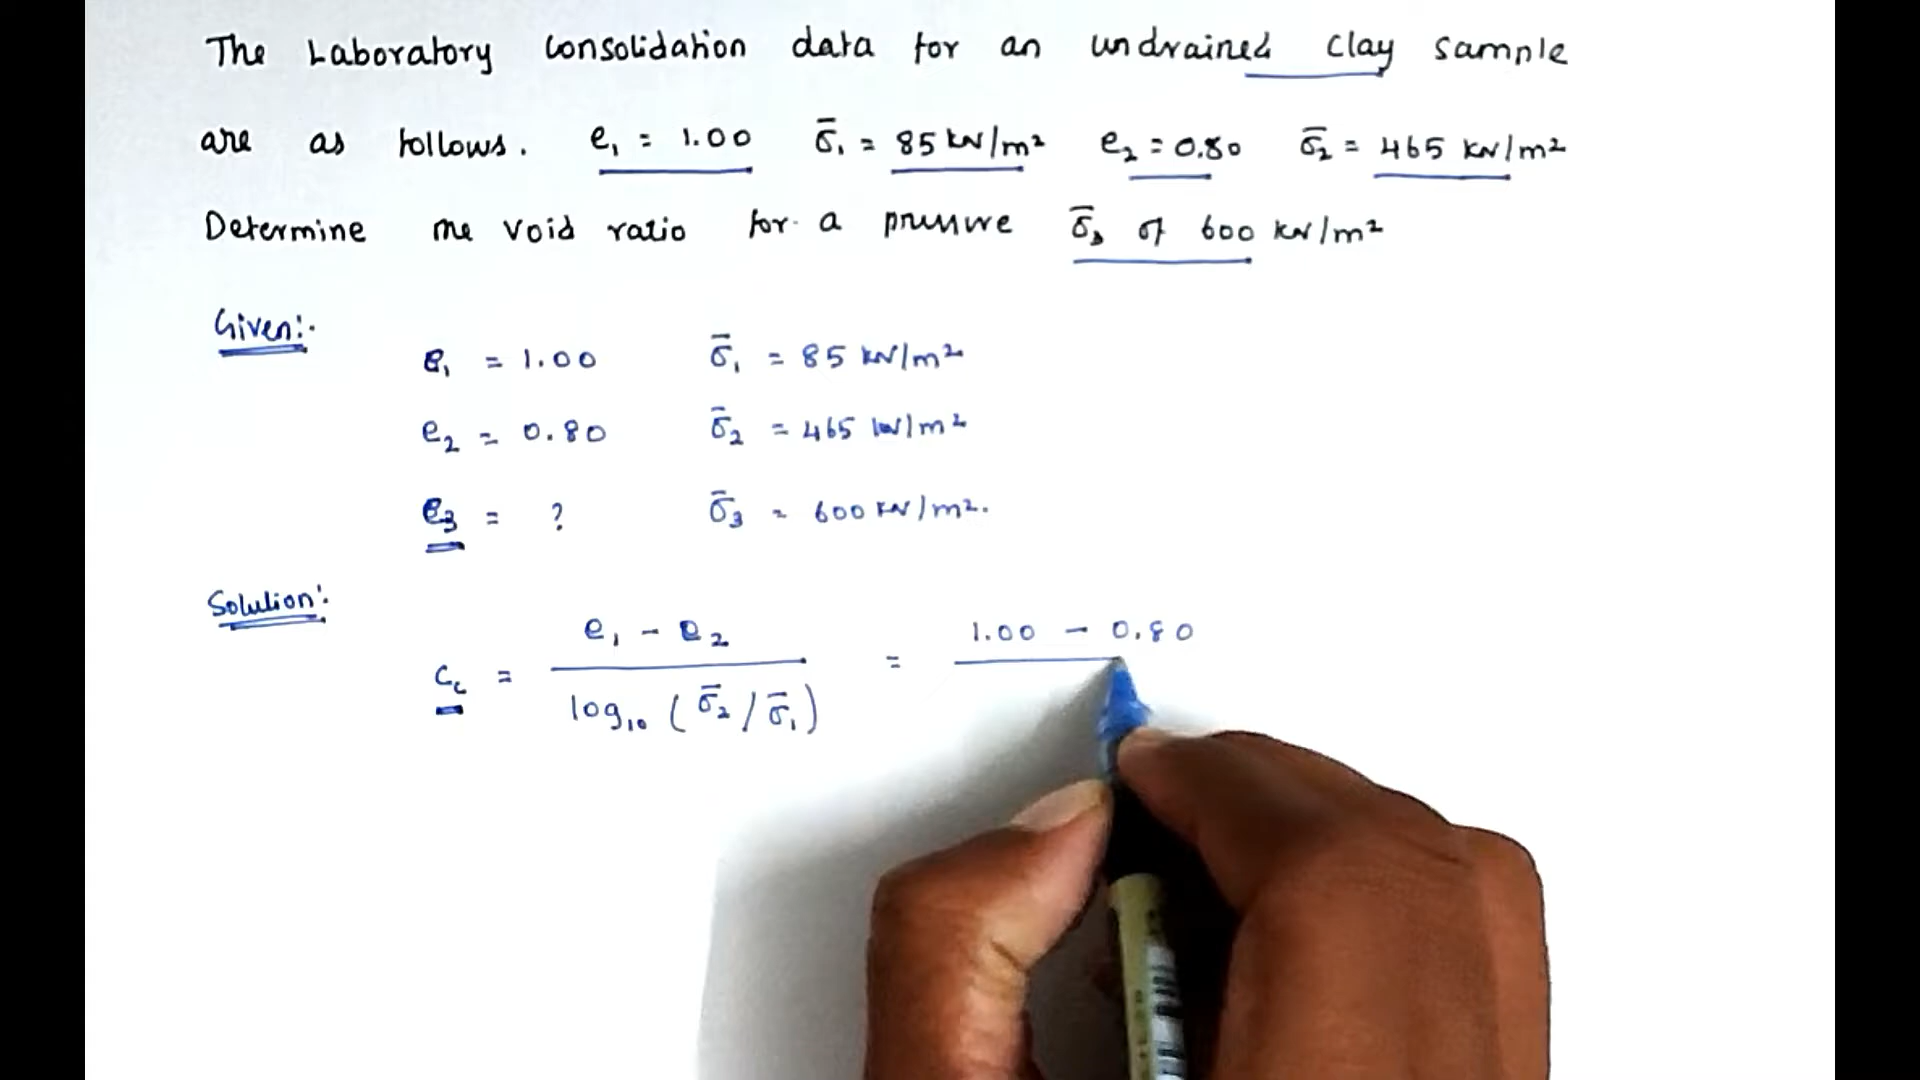 The Laboratory consolidation data for an undrained clay sample
are as follows. e₁ = 1.00 σ̄₁ = 85 kN/m² e₂ = 0.80 σ̄₂ = 465 kN/m²
Determine the void ratio for a pressure σ̄₃ of 600 kN/m²
Given:-
e₁ = 1.00 σ̄₁ = 85 kN/m²
e₂ = 0.80 σ̄₂ = 465 kN/m²
e₃ = ? σ̄₃ = 600 kN/m².
Solution:
C꜀ = (e₁ - e₂) / (log₁₀ (σ̄₂/σ̄₁)) = 1.00 - 0.80